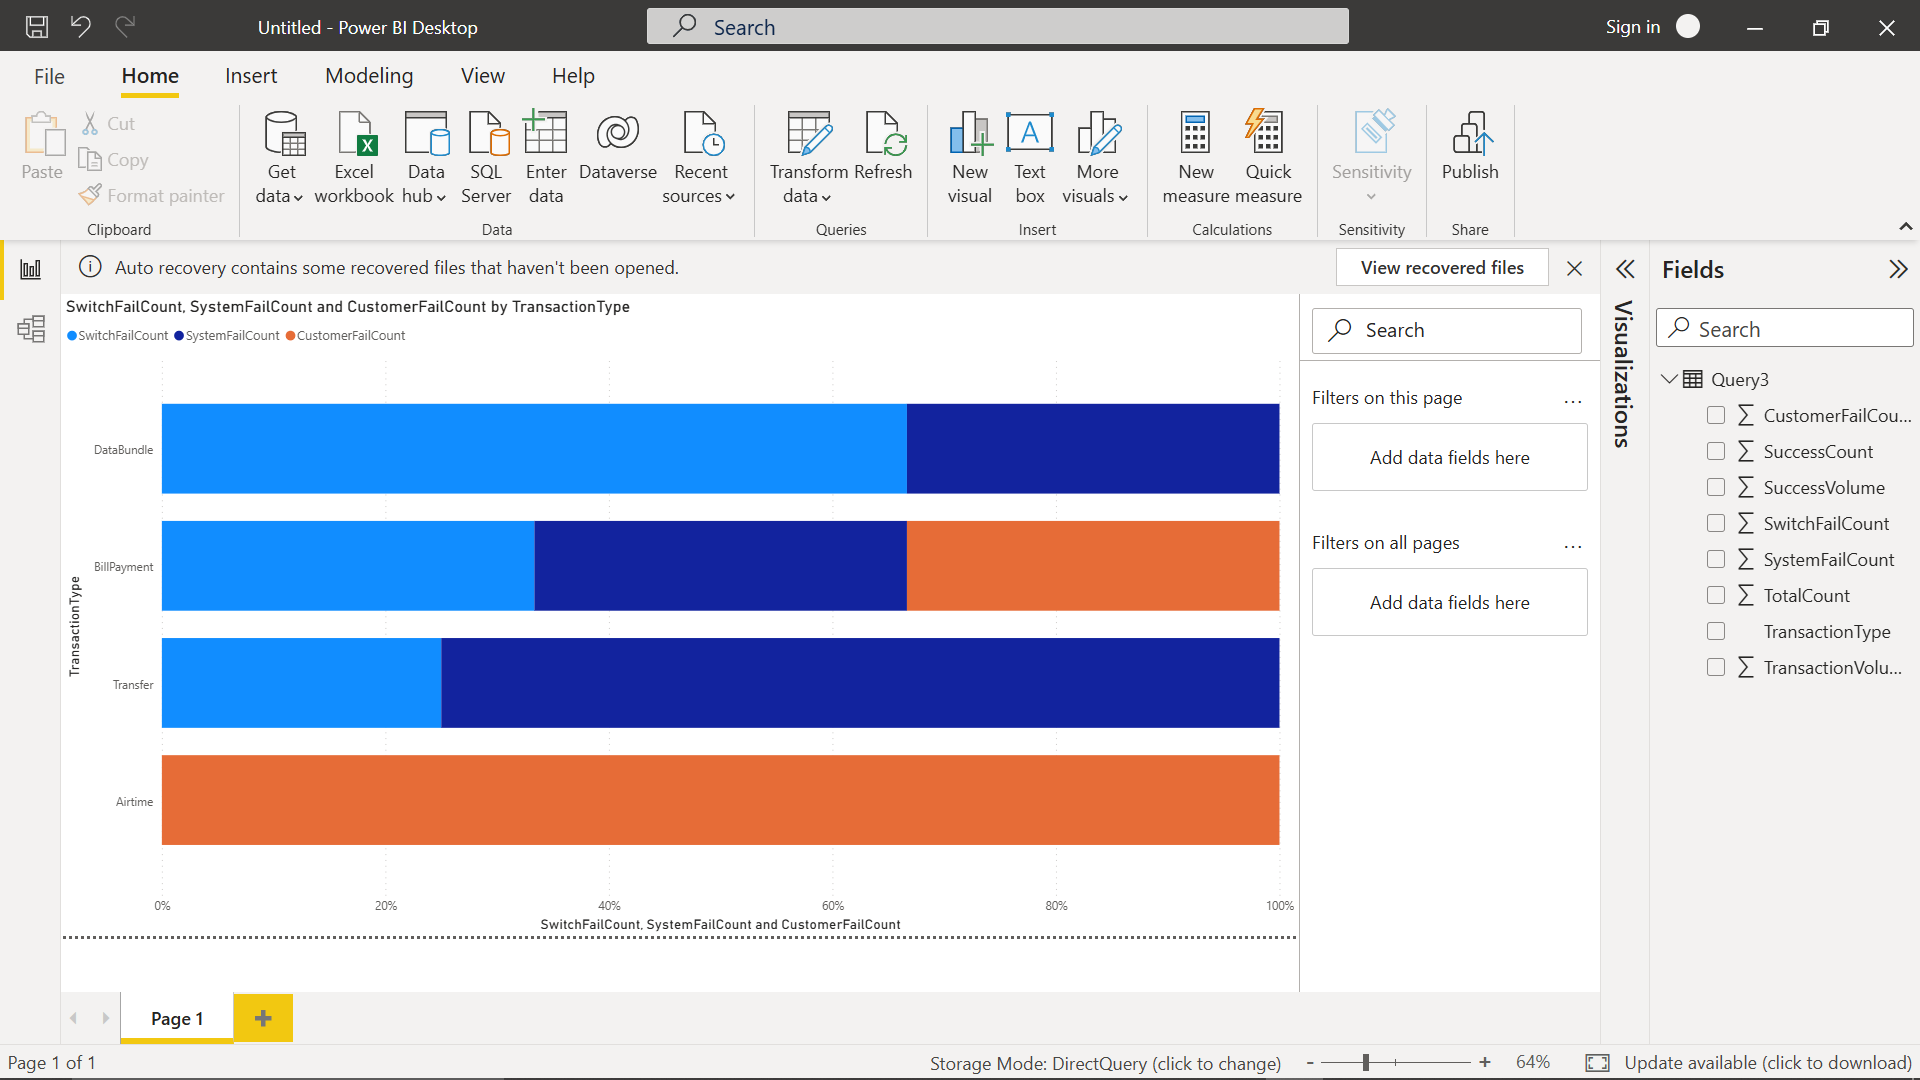 Untitled - Power BI Desktop
Search
Sign in
File
Home
Insert
Modeling
View
Help
Paste
Cut
Copy
Format painter
Clipboard
Get data
Excel workbook
Data hub
SQL Server
Enter data
Dataverse
Recent sources
Data
Transform data
Refresh
Queries
New visual
A
Text box
More visuals
Insert
New measure
Quick measure
Calculations
Sensitivity
Sensitivity
Publish
Share
Auto recovery contains some recovered files that haven't been opened.
View recovered files
SwitchFailCount, SystemFailCount and CustomerFailCount by TransactionType
SwitchFailCount SystemFailCount CustomerFailCount
TransactionType
DataBundle
BillPayment
Transfer
Airtime
0% 20% 40% 60% 80% 100%
SwitchFailCount, SystemFailCount and CustomerFailCount
Search
Filters on this page ...
Add data fields here
Filters on all pages ...
Add data fields here
Visualizations
Fields
Search
Query3
∑ CustomerFailCou...
∑ SuccessCount
∑ SuccessVolume
∑ SwitchFailCount
∑ SystemFailCount
∑ TotalCount
TransactionType
∑ TransactionVolu...
Page 1
Page 1 of 1
Storage Mode: DirectQuery (click to change)
- + 64%
Update available (click to download)